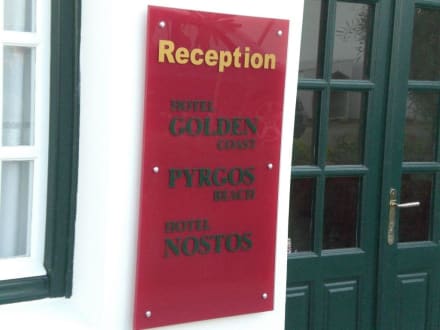 Reception
HOTEL
GOLDEN
COAST
PYRGOS
BEACH
HOTEL
NOSTOS